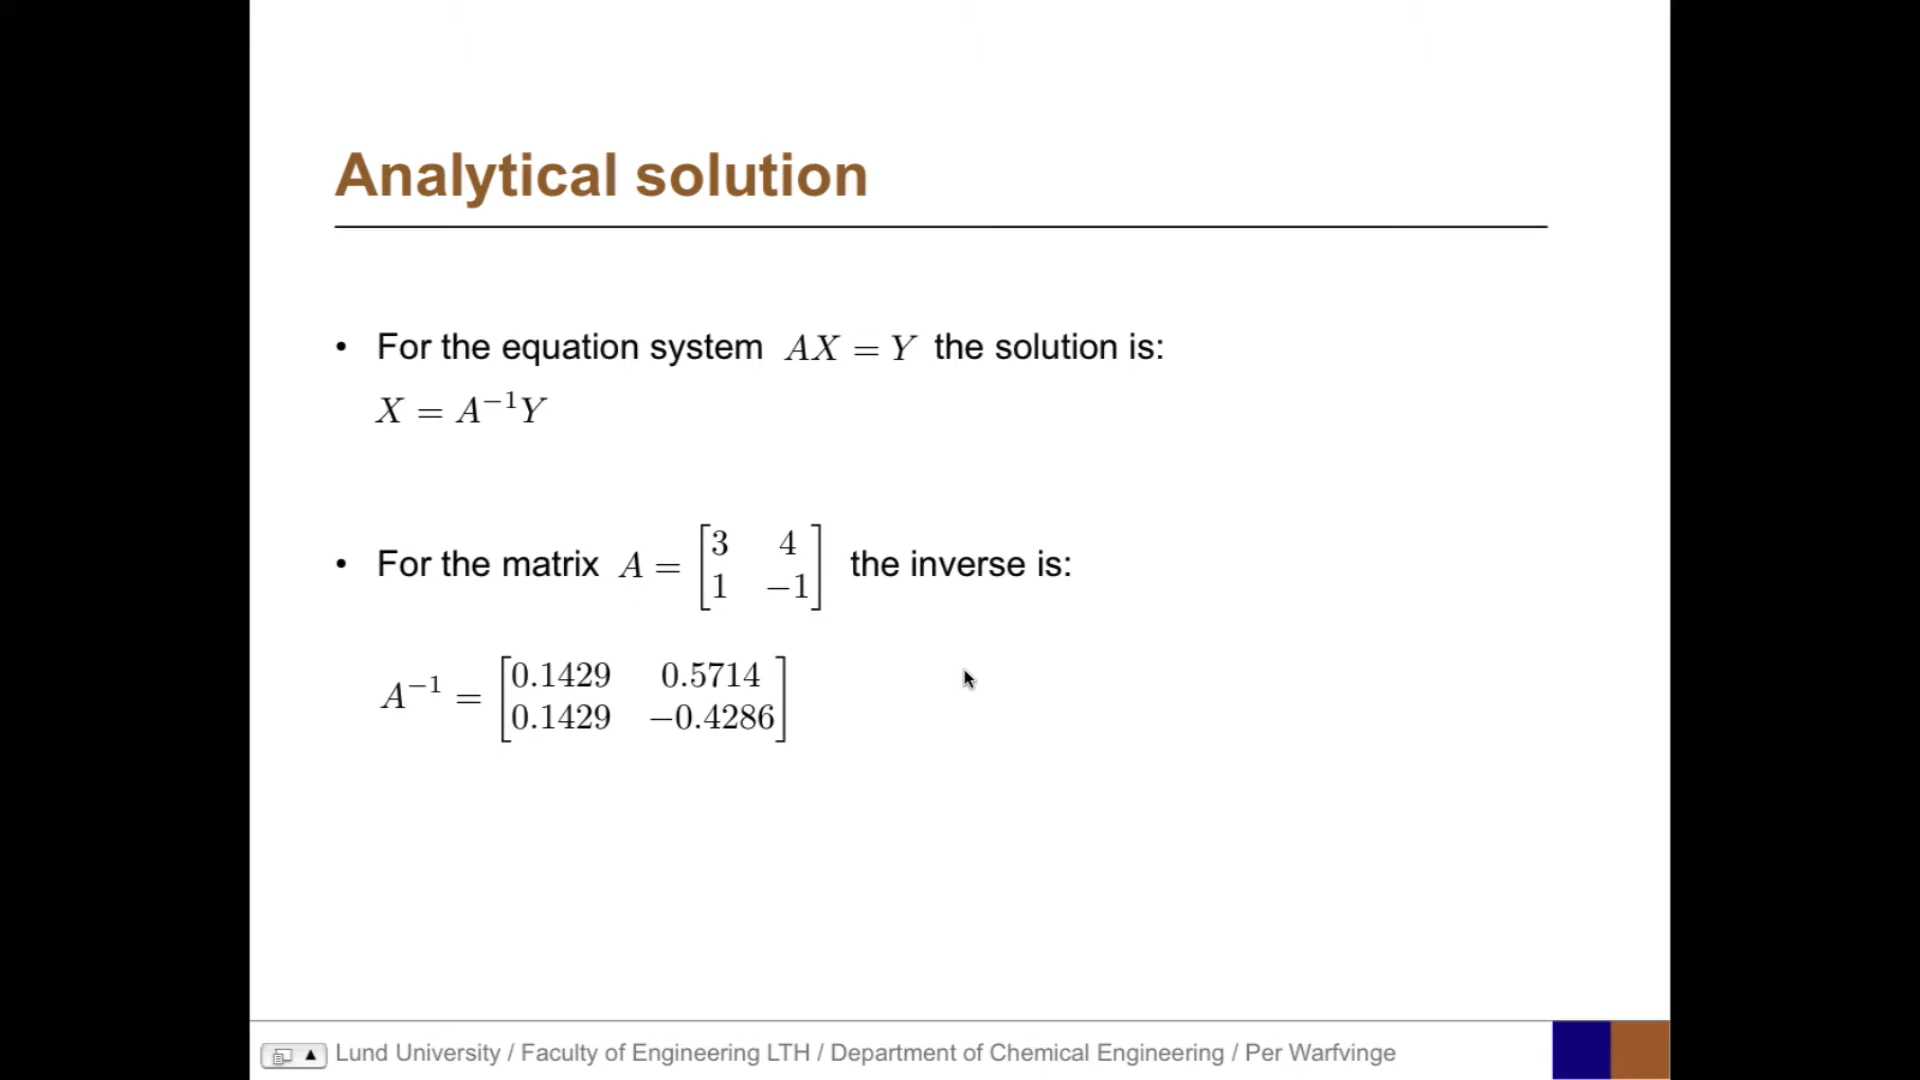 Analytical solution
• For the equation system AX = Y the solution is:
X = A⁻¹Y
• For the matrix A = [3 4; 1 −1] the inverse is:
A⁻¹ = [0.1429 0.5714; 0.1429 −0.4286]
Lund University / Faculty of Engineering LTH / Department of Chemical Engineering / Per Warfvinge